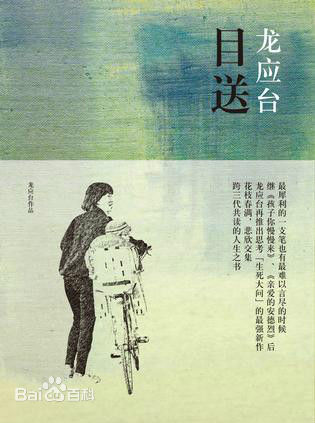 龙应台
目送
最犀利的一支笔也有最难以言尽的时候
继《孩子你慢慢来》、《亲爱的安德烈》后
龙应台再推出思考「生死大问」的最强新作
花枝春满，悲欣交集
跨三代共读的人生之书
龙应台作品
Bai百科